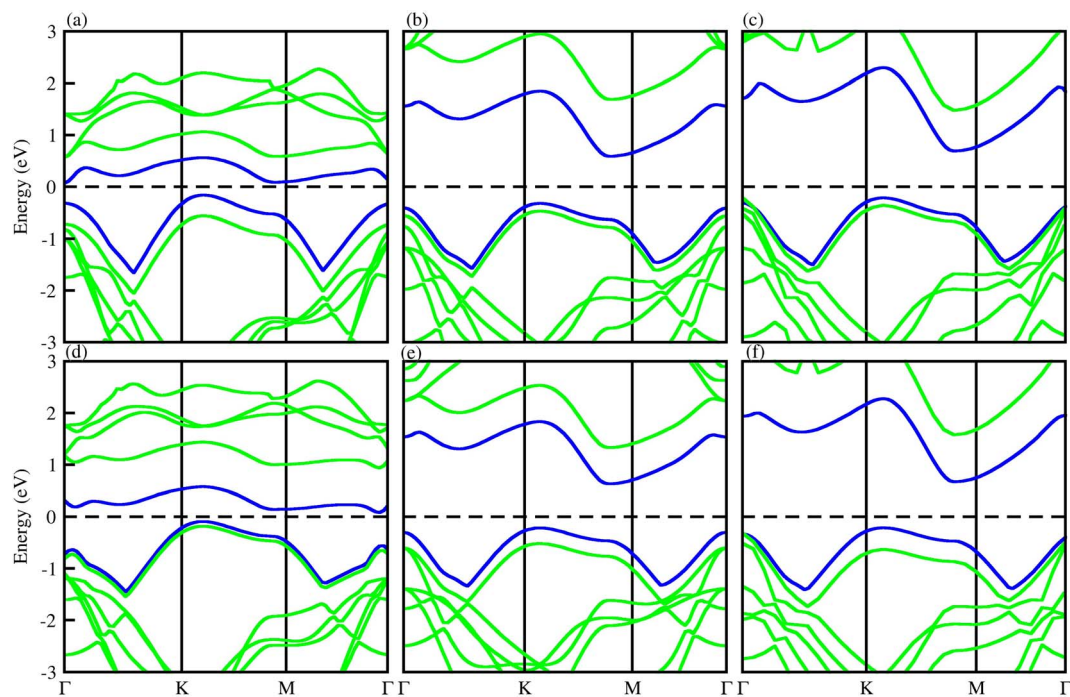 (a) (b) (c)
3
2
1
0
-1
-2
-3
Energy (eV)
(d) (e) (f)
3
2
1
0
-1
-2
-3
Energy (eV)
Γ K M Γ Γ K M Γ Γ K M Γ